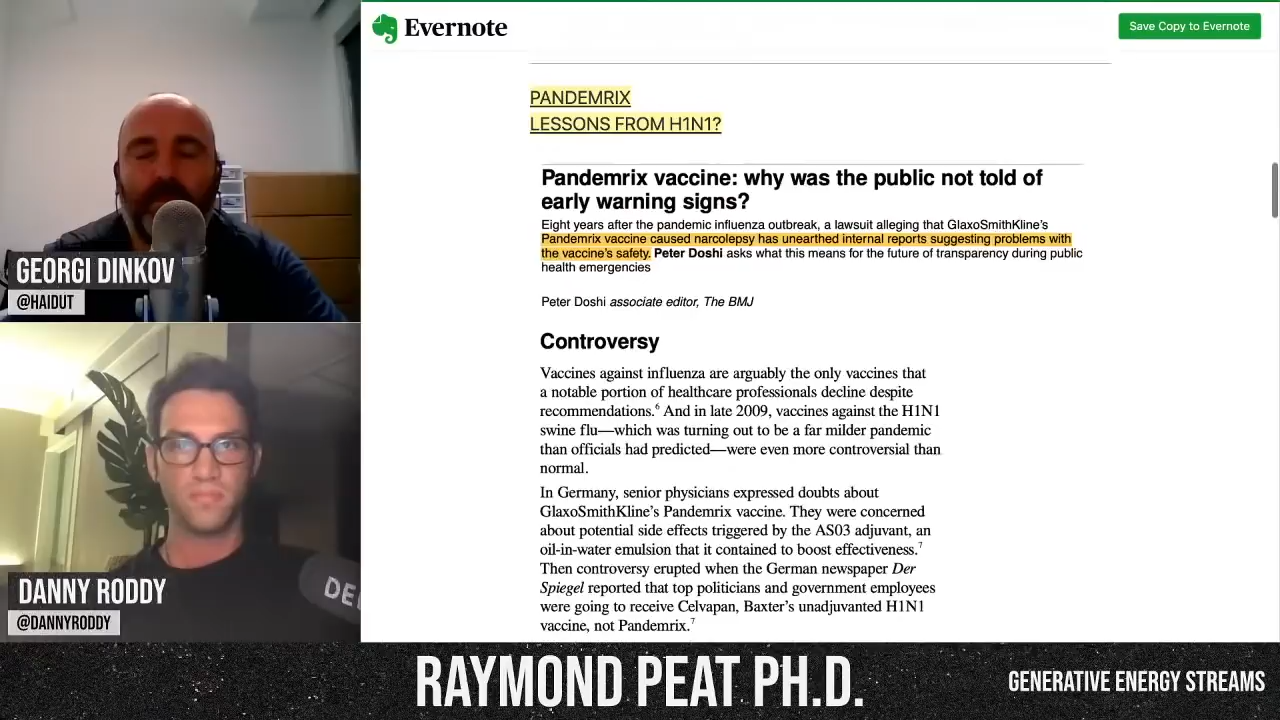 Evernote
Save Copy to Evernote
PANDEMRIX
LESSONS FROM H1N1?
Pandemrix vaccine: why was the public not told of
early warning signs?
Eight years after the pandemic influenza outbreak, a lawsuit alleging that GlaxoSmithKline's
Pandemrix vaccine caused narcolepsy has unearthed internal reports suggesting problems with
the vaccine's safety. Peter Doshi asks what this means for the future of transparency during public
health emergencies
Peter Doshi associate editor, The BMJ
Controversy
Vaccines against influenza are arguably the only vaccines that
a notable portion of healthcare professionals decline despite
recommendations.6 And in late 2009, vaccines against the H1N1
swine flu—which was turning out to be a far milder pandemic
than officials had predicted—were even more controversial than
normal.
In Germany, senior physicians expressed doubts about
GlaxoSmithKline's Pandemrix vaccine. They were concerned
about potential side effects triggered by the AS03 adjuvant, an
oil-in-water emulsion that it contained to boost effectiveness.7
Then controversy erupted when the German newspaper Der
Spiegel reported that top politicians and government employees
were going to receive Celvapan, Baxter's unadjuvanted H1N1
vaccine, not Pandemrix.7
GEORGI DINKOV
@HAIDUT
DANNY RODDY
@DANNYRODDY
RAYMOND PEAT PH.D.
GENERATIVE ENERGY STREAMS